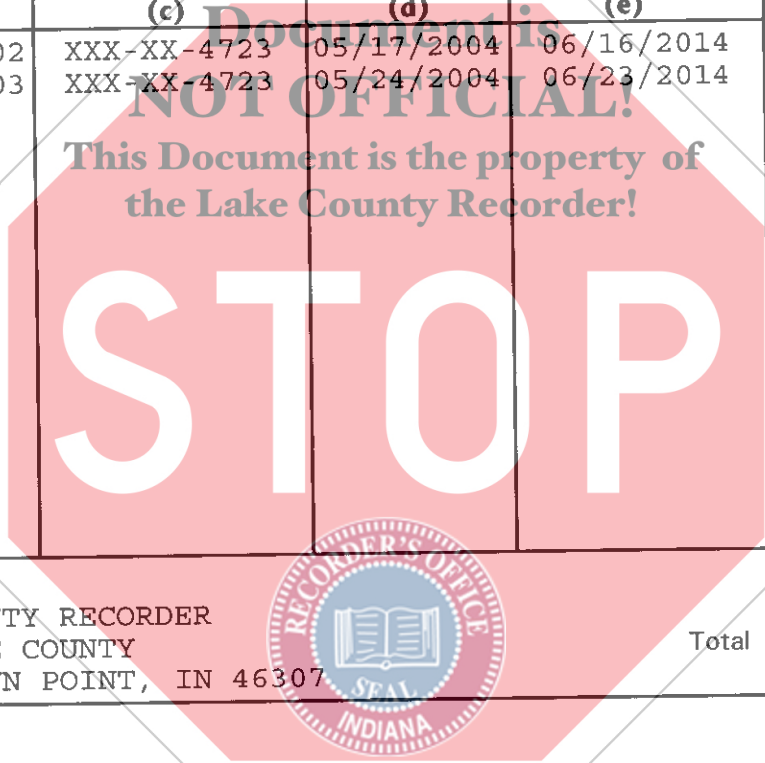 (c) (d) (e)
Document is
02 XXX-XX-4723 05/17/2004 06/16/2014
03 XXX-XX-4723 05/24/2004 06/23/2014
NOT OFFICIAL!
This Document is the property of
the Lake County Recorder!
STOP
RECORDER'S OFFICE
SEAL
INDIANA
TY RECORDER
COUNTY
N POINT, IN 46307
Total